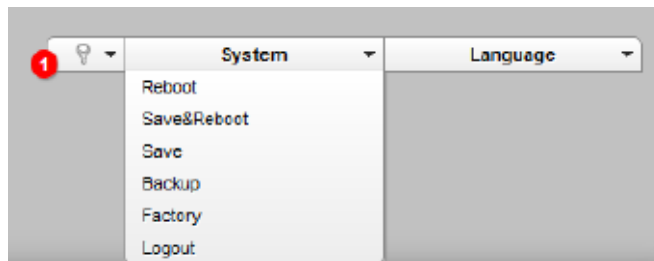 1 System Language
Reboot
Save&Reboot
Save
Backup
Factory
Logout